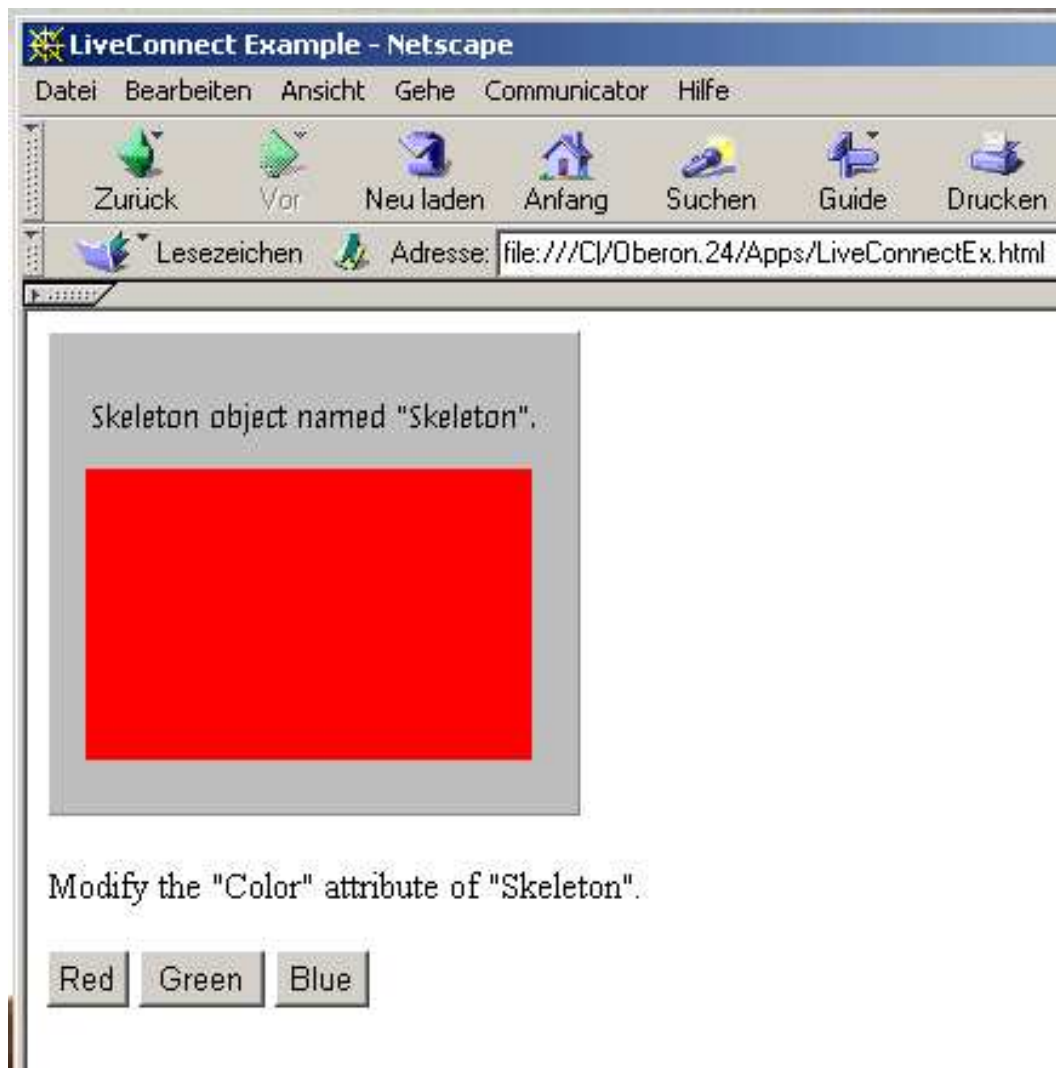 LiveConnect Example - Netscape
Datei Bearbeiten Ansicht Gehe Communicator Hilfe
Zurück Vor Neu laden Anfang Suchen Guide Drucken
Lesezeichen Adresse: file:///C|/Oberon.24/Apps/LiveConnectEx.html
Skeleton object named "Skeleton".
Modify the "Color" attribute of "Skeleton".
Red Green Blue